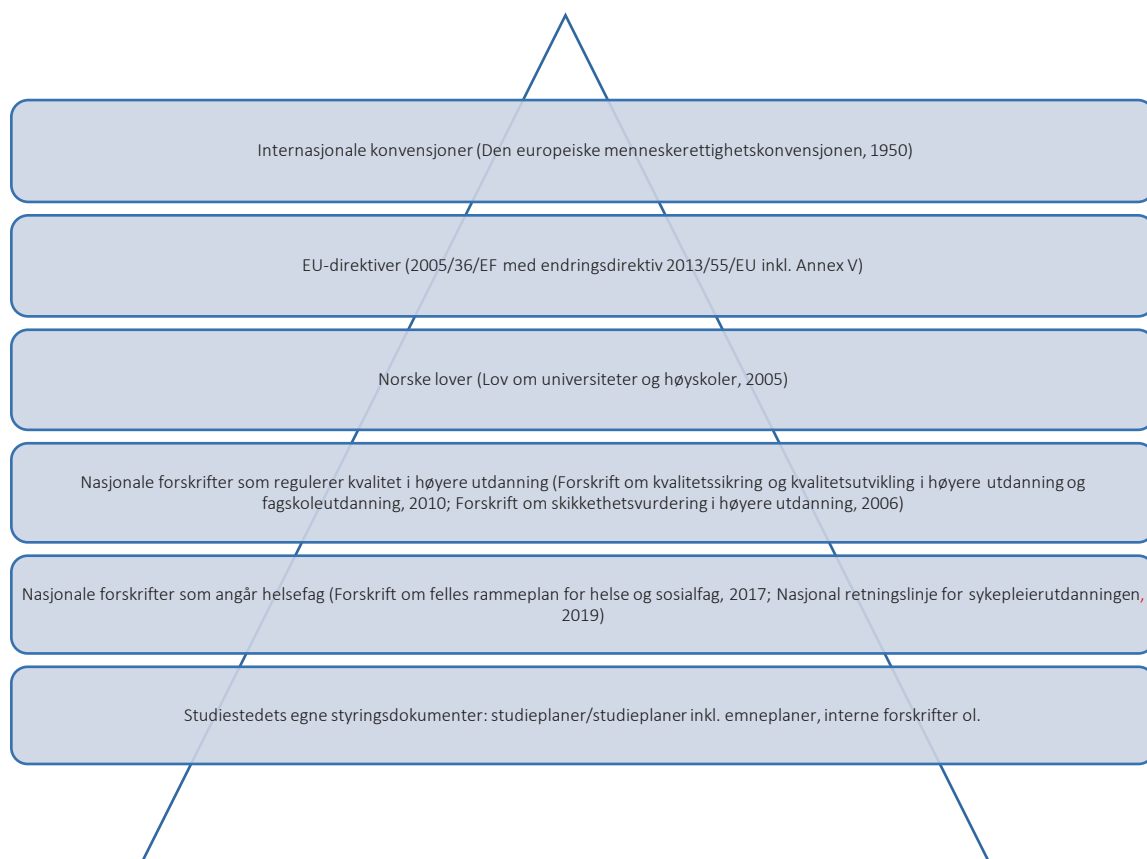 Internasjonale konvensjoner (Den europeiske menneskerettighetskonvensjonen, 1950)
EU-direktiver (2005/36/EF med endringsdirektiv 2013/55/EU inkl. Annex V)
Norske lover (Lov om universiteter og høyskoler, 2005)
Nasjonale forskrifter som regulerer kvalitet i høyere utdanning (Forskrift om kvalitetssikring og kvalitetsutvikling i høyere utdanning og
fagskoleutdanning, 2010; Forskrift om skikkethetsvurdering i høyere utdanning, 2006)
Nasjonale forskrifter som angår helsefag (Forskrift om felles rammeplan for helse og sosialfag, 2017; Nasjonal retningslinje for sykepleierutdanningen,
2019)
Studiestedets egne styringsdokumenter: studieplaner/studieplaner inkl. emneplaner, interne forskrifter ol.